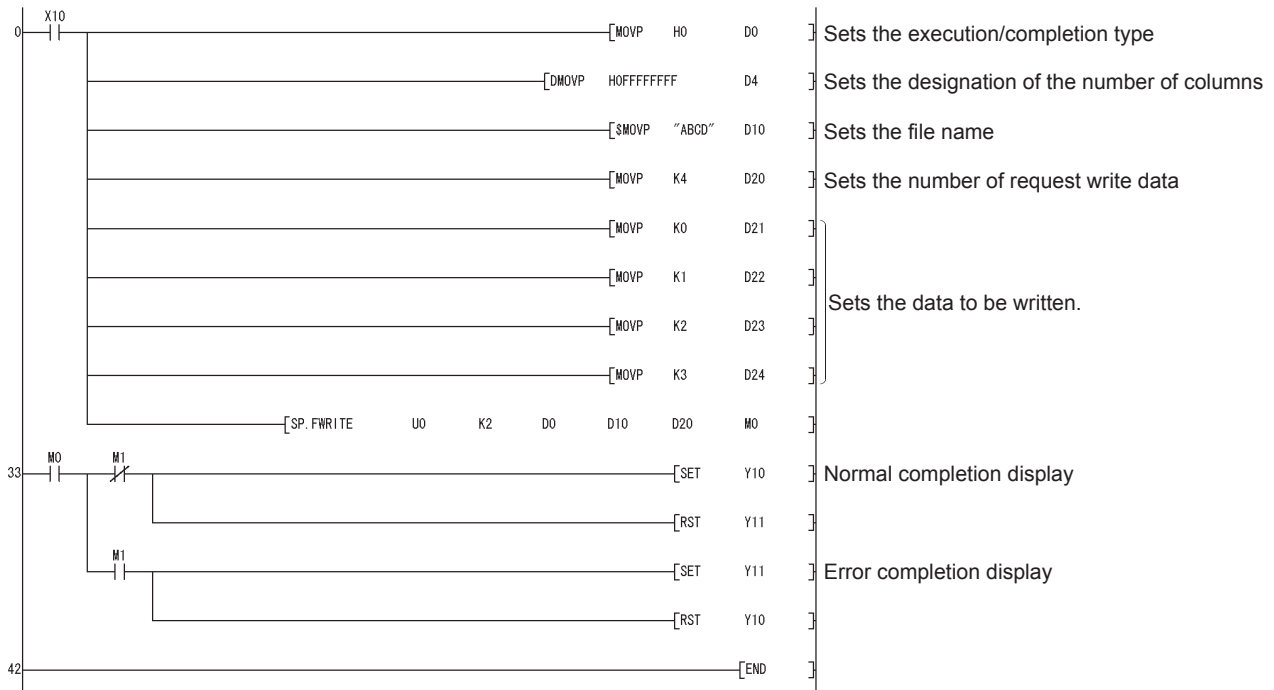 X10
0 [MOVP H0 D0 ] Sets the execution/completion type
[DMOVP H0FFFFFFFF D4 ] Sets the designation of the number of columns
[$MOVP "ABCD" D10 ] Sets the file name
[MOVP K4 D20 ] Sets the number of request write data
[MOVP K0 D21 ]
[MOVP K1 D22 ]
Sets the data to be written.
[MOVP K2 D23 ]
[MOVP K3 D24 ]
[SP.FWRITE U0 K2 D0 D10 D20 M0 ]
M0 M1
33 [SET Y10 ] Normal completion display
[RST Y11 ]
M1
[SET Y11 ] Error completion display
[RST Y10 ]
42 [END ]